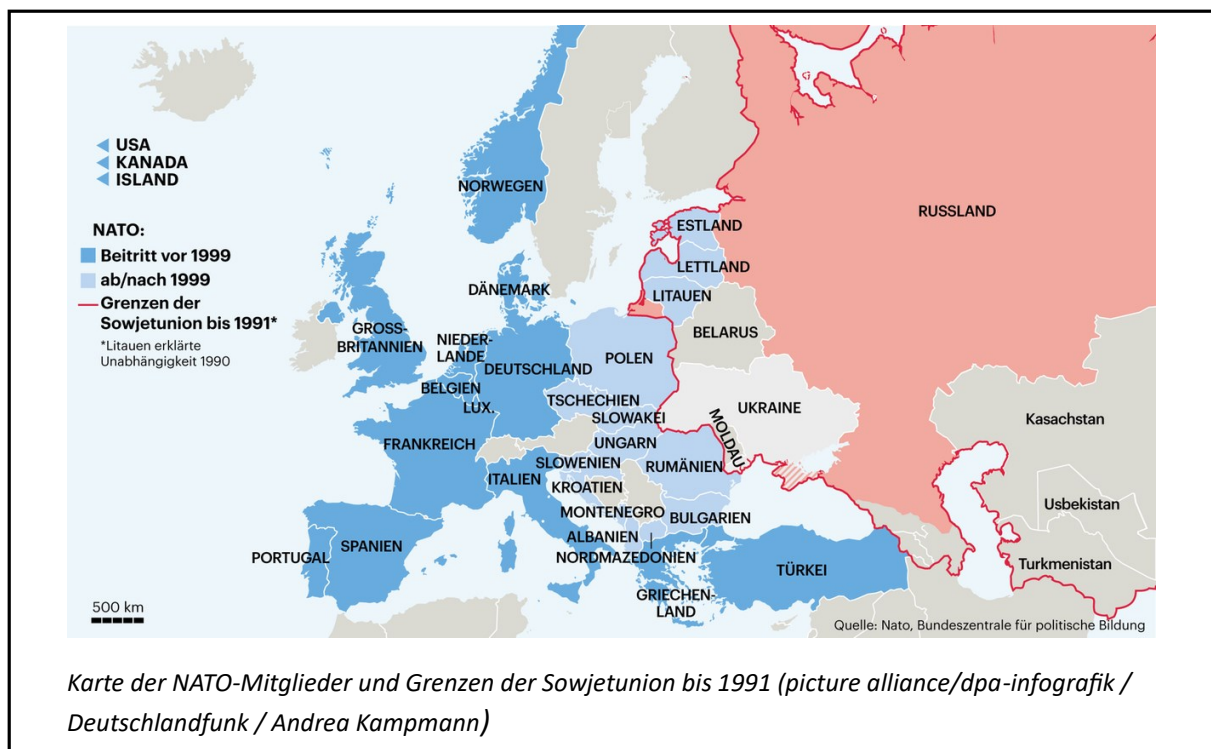 USA
KANADA
ISLAND
NATO:
Beitritt vor 1999
ab/nach 1999
Grenzen der
Sowjetunion bis 1991*
*Litauen erklärte
Unabhängigkeit 1990
NORWEGEN
RUSSLAND
ESTLAND
LETTLAND
LITAUEN
DÄNEMARK
BELARUS
GROSS-
BRITANNIEN
NIEDER-
LANDE
DEUTSCHLAND
POLEN
BELGIEN
LUX.
TSCHECHIEN
SLOWAKEI
UKRAINE
MOLDAU
Kasachstan
FRANKREICH
UNGARN
SLOWENIEN
RUMÄNIEN
ITALIEN
KROATIEN
Usbekistan
MONTENEGRO
BULGARIEN
PORTUGAL
SPANIEN
ALBANIEN
NORDMAZEDONIEN
TÜRKEI
Turkmenistan
GRIECHEN-
LAND
500 km
Quelle: Nato, Bundeszentrale für politische Bildung
Karte der NATO-Mitglieder und Grenzen der Sowjetunion bis 1991 (picture alliance/dpa-infografik /
Deutschlandfunk / Andrea Kampmann)